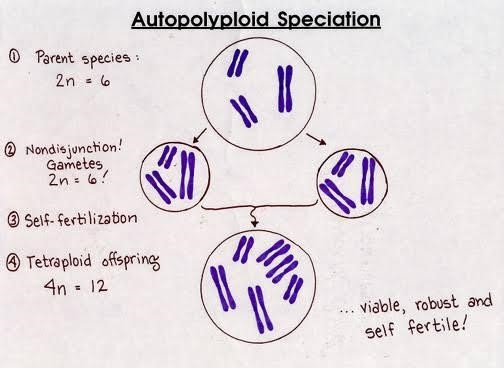 Autopolyploid Speciation
① Parent species:
2n = 6
② Nondisjunction!
Gametes
2n = 6!
③ Self-fertilization
④ Tetraploid offspring
4n = 12
... viable, robust and
self fertile!